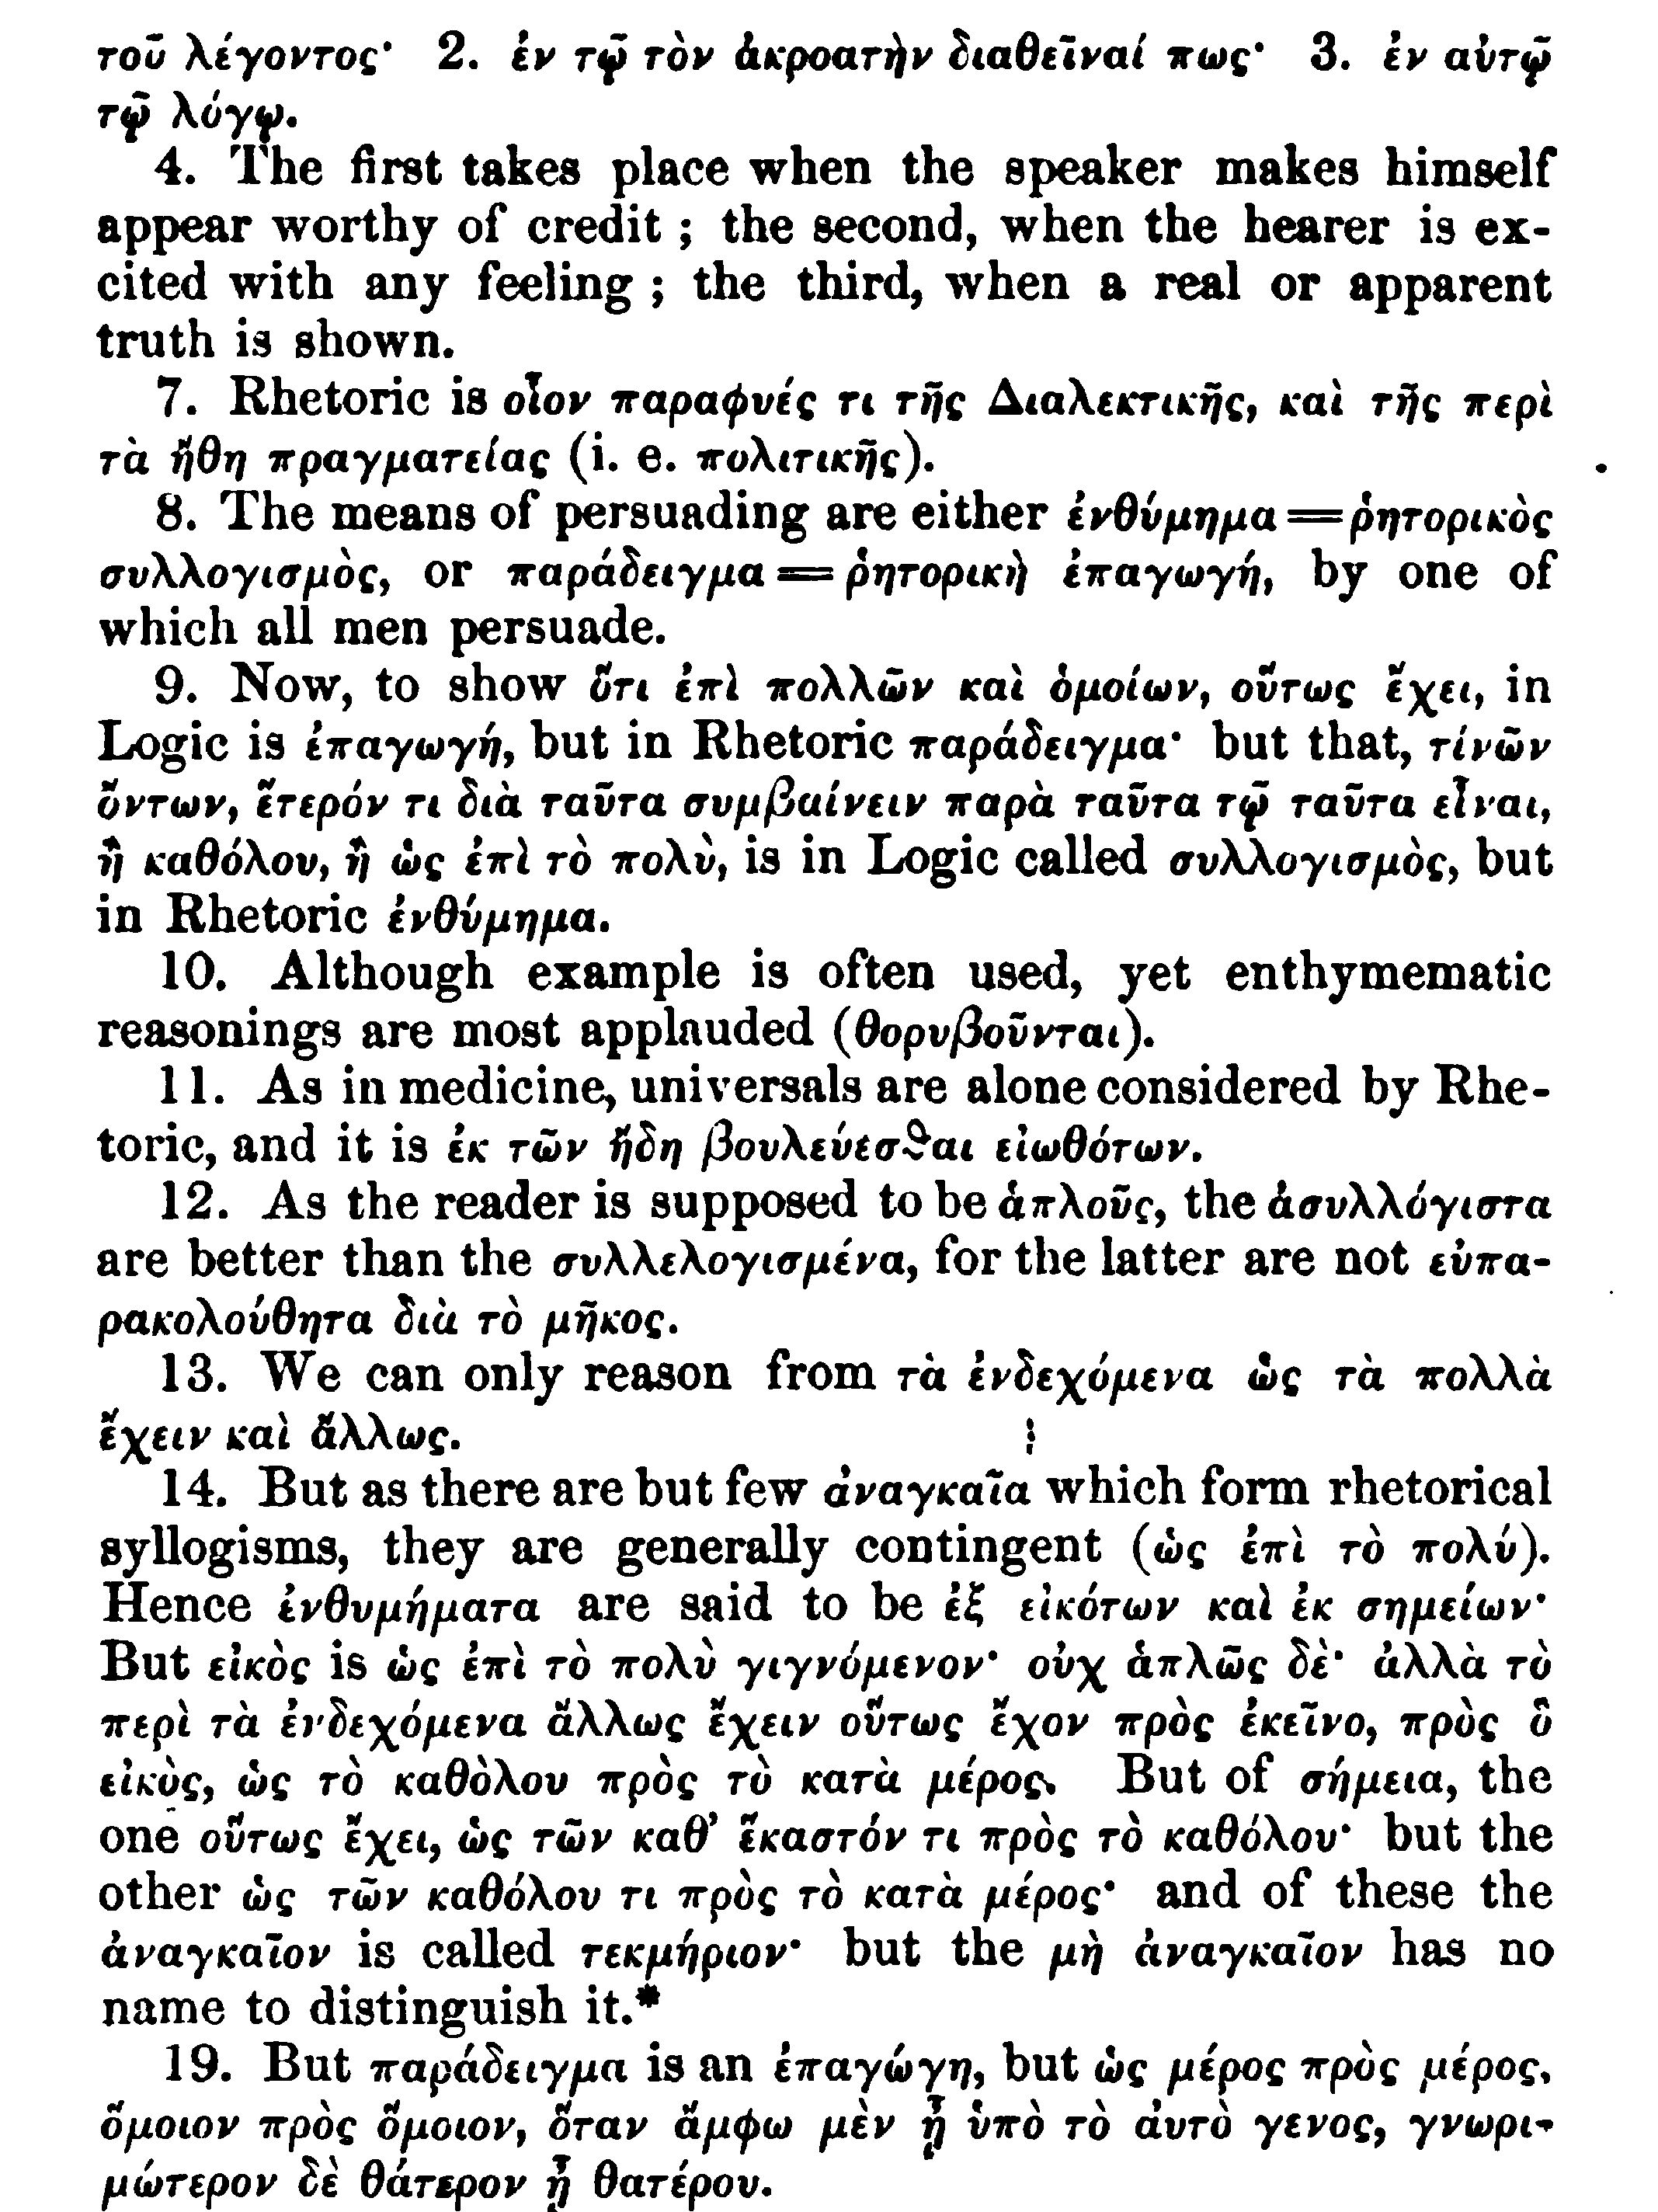 τοῦ λέγοντος· 2. ἐν τῷ τὸν ἀκροατὴν διαθεῖναί πως· 3. ἐν αὐτῷ
τῷ λόγῳ.
4. The first takes place when the speaker makes himself
appear worthy of credit ; the second, when the hearer is ex-
cited with any feeling ; the third, when a real or apparent
truth is shown.
7. Rhetoric is οἷον παραφυές τι τῆς Διαλεκτικῆς, καὶ τῆς περὶ
τὰ ἤθη πραγματείας (i. e. πολιτικῆς).
8. The means of persuading are either ἐνθύμημα = ῥητορικὸς
συλλογισμὸς, or παράδειγμα = ῥητορικὴ ἐπαγωγή, by one of
which all men persuade.
9. Now, to show ὅτι ἐπὶ πολλῶν καὶ ὁμοίων, οὕτως ἔχει, in
Logic is ἐπαγωγή, but in Rhetoric παράδειγμα· but that, τίνῶν
ὄντων, ἕτερόν τι διὰ ταῦτα συμβαίνειν παρὰ ταῦτα τῷ ταῦτα εἶναι,
ἢ καθόλου, ἢ ὡς ἐπὶ τὸ πολὺ, is in Logic called συλλογισμὸς, but
in Rhetoric ἐνθύμημα.
10. Although example is often used, yet enthymematic
reasonings are most applauded (θορυβοῦνται).
11. As in medicine, universals are alone considered by Rhe-
toric, and it is ἐκ τῶν ἤδη βουλεύεσϑαι εἰωθότων.
12. As the reader is supposed to be ἁπλοῦς, the ἀσυλλόγιστα
are better than the συλλελογισμένα, for the latter are not εὐπα-
ρακολούθητα διὰ τὸ μῆκος.
13. We can only reason from τὰ ἐνδεχόμενα ὡς τὰ πολλὰ
ἔχειν καὶ ἄλλως.
14. But as there are but few ἀναγκαῖα which form rhetorical
syllogisms, they are generally contingent (ὡς ἐπὶ τὸ πολύ).
Hence ἐνθυμήματα are said to be ἐξ εἰκότων καὶ ἐκ σημείων·
But εἰκὸς is ὡς ἐπὶ τὸ πολὺ γιγνόμενον· οὐχ ἁπλῶς δὲ· ἀλλὰ τὸ
περὶ τὰ ἐνδεχόμενα ἄλλως ἔχειν οὕτως ἔχον πρὸς ἐκεῖνο, πρὸς ὃ
εἰκὸς, ὡς τὸ καθὸλου πρὸς τὸ κατὰ μέρος. But of σήμεια, the
one οὕτως ἔχει, ὡς τῶν καθ’ ἕκαστόν τι πρὸς τὸ καθόλου· but the
other ὡς τῶν καθόλου τι πρὸς τὸ κατὰ μέρος· and of these the
ἀναγκαῖον is called τεκμήριον· but the μὴ ἀναγκαῖον has no
name to distinguish it.*
19. But παράδειγμα is an ἐπαγώγη, but ὡς μέρος πρὸς μέρος,
ὅμοιον πρὸς ὅμοιον, ὅταν ἄμφω μὲν ᾖ ὑπὸ τὸ ἀυτὸ γενος, γνωρι-
μώτερον δὲ θάτερον ᾖ θατέρου.